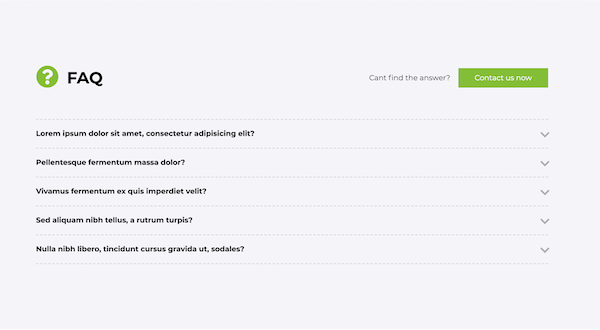 ? FAQ
Cant find the answer? Contact us now
Lorem ipsum dolor sit amet, consectetur adipisicing elit?
Pellentesque fermentum massa dolor?
Vivamus fermentum ex quis imperdiet velit?
Sed aliquam nibh tellus, a rutrum turpis?
Nulla nibh libero, tincidunt cursus gravida ut, sodales?